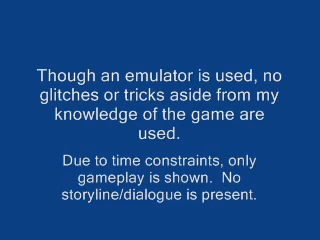 Though an emulator is used, no
glitches or tricks aside from my
knowledge of the game are
used.
Due to time constraints, only
gameplay is shown.  No
storyline/dialogue is present.